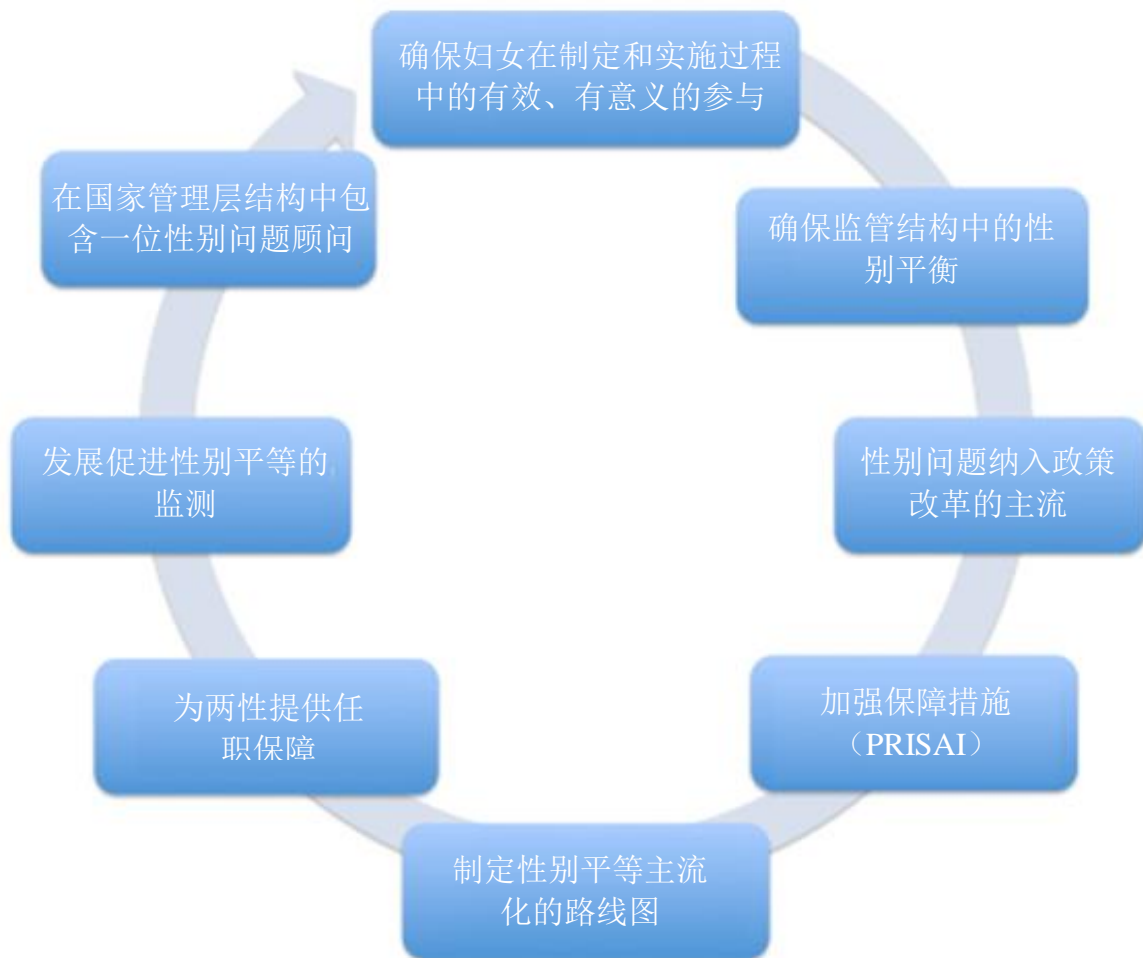 确保妇女在制定和实施过程
中的有效、有意义的参与
确保监管结构中的性
别平衡
性别问题纳入政策
改革的主流
加强保障措施
（PRISAI）
制定性别平等主流
化的路线图
为两性提供任
职保障
发展促进性别平等的
监测
在国家管理层结构中包
含一位性别问题顾问